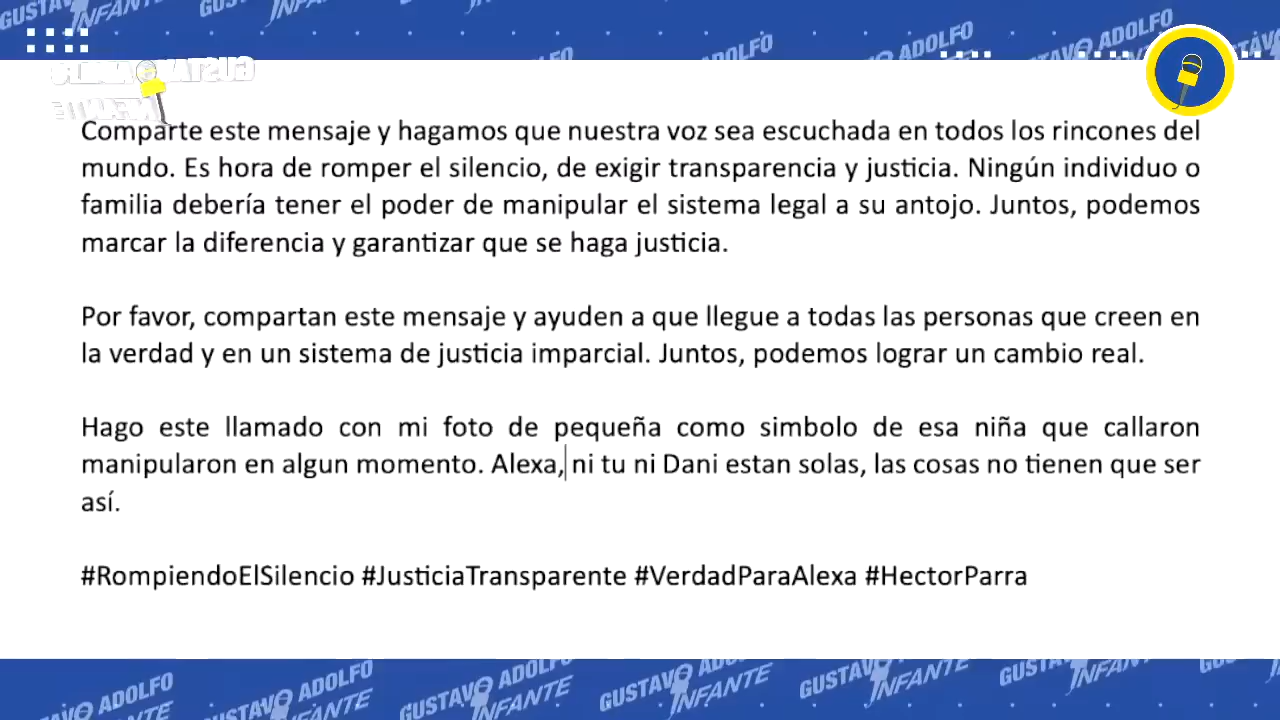 GUSTAVO ADOLFO INFANTE
Comparte este mensaje y hagamos que nuestra voz sea escuchada en todos los rincones del
mundo. Es hora de romper el silencio, de exigir transparencia y justicia. Ningún individuo o
familia debería tener el poder de manipular el sistema legal a su antojo. Juntos, podemos
marcar la diferencia y garantizar que se haga justicia.
Por favor, compartan este mensaje y ayuden a que llegue a todas las personas que creen en
la verdad y en un sistema de justicia imparcial. Juntos, podemos lograr un cambio real.
Hago este llamado con mi foto de pequeña como simbolo de esa niña que callaron
manipularon en algun momento. Alexa, ni tu ni Dani estan solas, las cosas no tienen que ser
así.
#RompiendoElSilencio #JusticiaTransparente #VerdadParaAlexa #HectorParra
GUSTAVO ADOLFO INFANTE